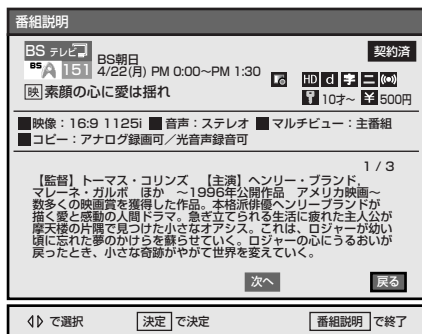 番組説明
BS テレビ 契約済
BS A 151 BS朝日
4/22(月) PM 0:00~PM 1:30
HD d 字 二 ((●))
映 素顔の心に愛は揺れ
10才~ ¥ 500円
■映像:16:9 1125i ■音声:ステレオ ■マルチビュー:主番組
■コピー:アナログ録画可/光音声録音可
1 / 3
【監督】トーマス・コリンズ 【主演】ヘンリー・ブランド、
マレーネ・ガルボ ほか ~1996年公開作品 アメリカ映画~
数多くの映画賞を獲得した作品。本格派俳優ヘンリーブランドが
描く愛と感動の人間ドラマ。急ぎ立てられる生活に疲れた主人公が
摩天楼の片隅で見つけた小さなオアシス。これは、ロジャーが幼い
頃に忘れた夢のかけらを蘇らせていく。ロジャーの心にうるおいが
戻ったとき、小さな奇跡がやがて世界を変えていく。
次へ 戻る
で選択 決定 で決定 番組説明 で終了